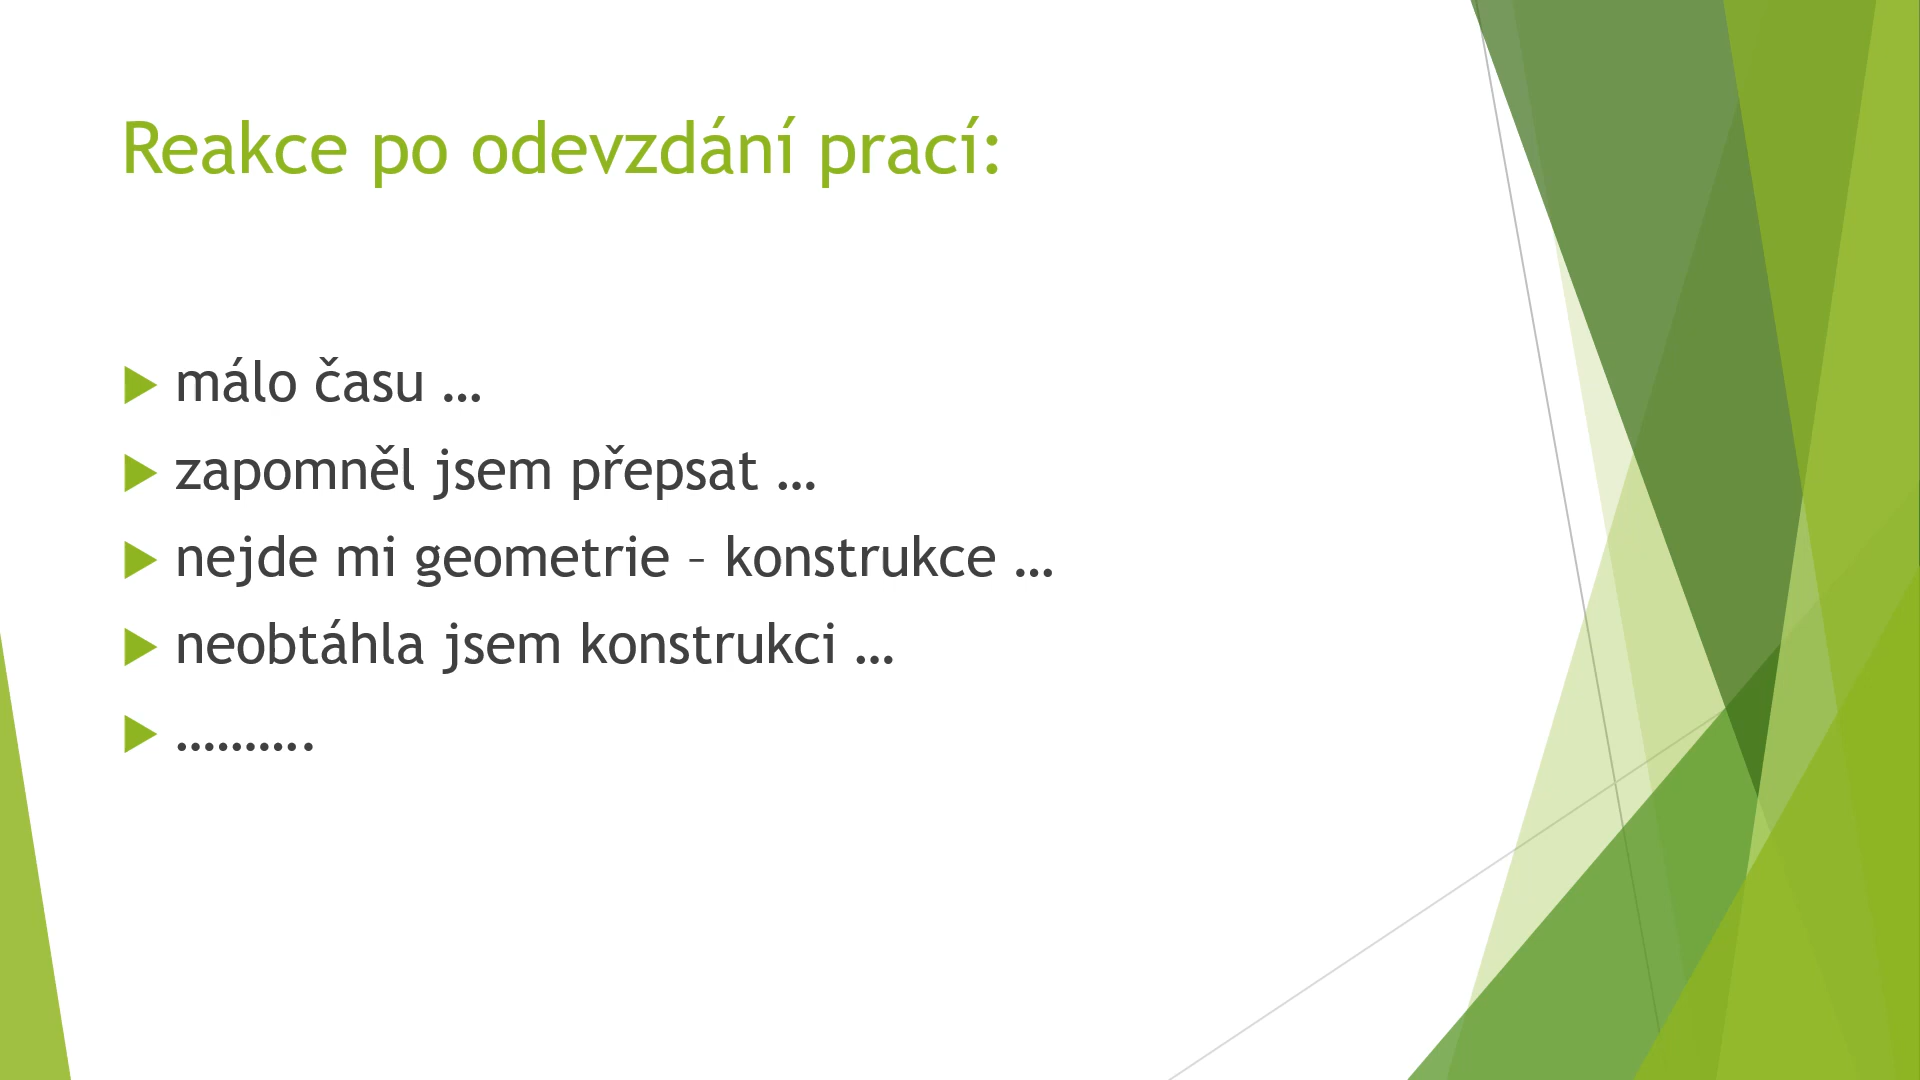 Reakce po odevzdání prací:
málo času …
zapomněl jsem přepsat …
nejde mi geometrie – konstrukce …
neobtáhla jsem konstrukci …
……….